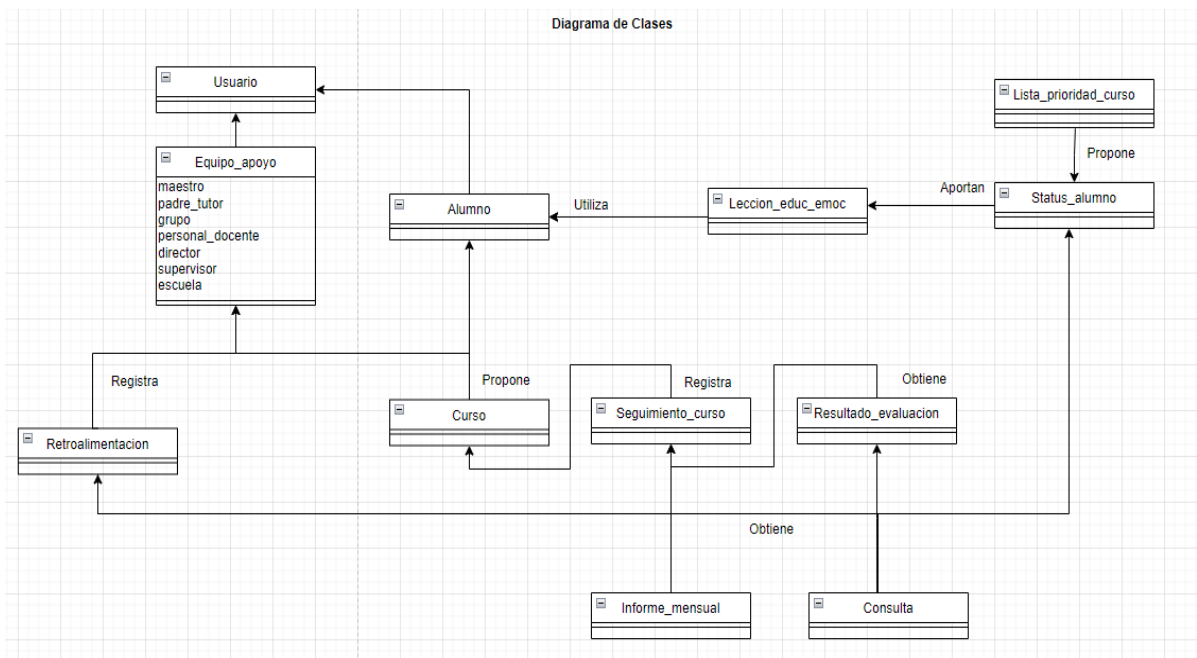 Diagrama de Clases
Usuario
Lista_prioridad_curso
Propone
Equipo_apoyo
maestro
padre_tutor
grupo
personal_docente
director
supervisor
escuela
Alumno
Utiliza
Leccion_educ_emoc
Aportan
Status_alumno
Registra
Propone
Registra
Obtiene
Retroalimentacion
Curso
Seguimiento_curso
Resultado_evaluacion
Obtiene
Informe_mensual
Consulta